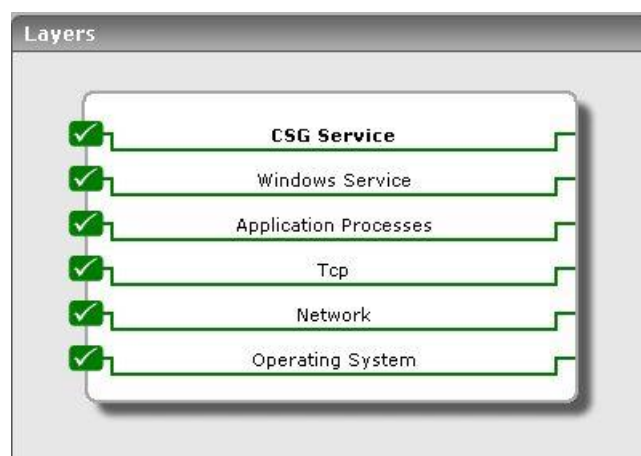 Layers
CSG Service
Windows Service
Application Processes
Tcp
Network
Operating System